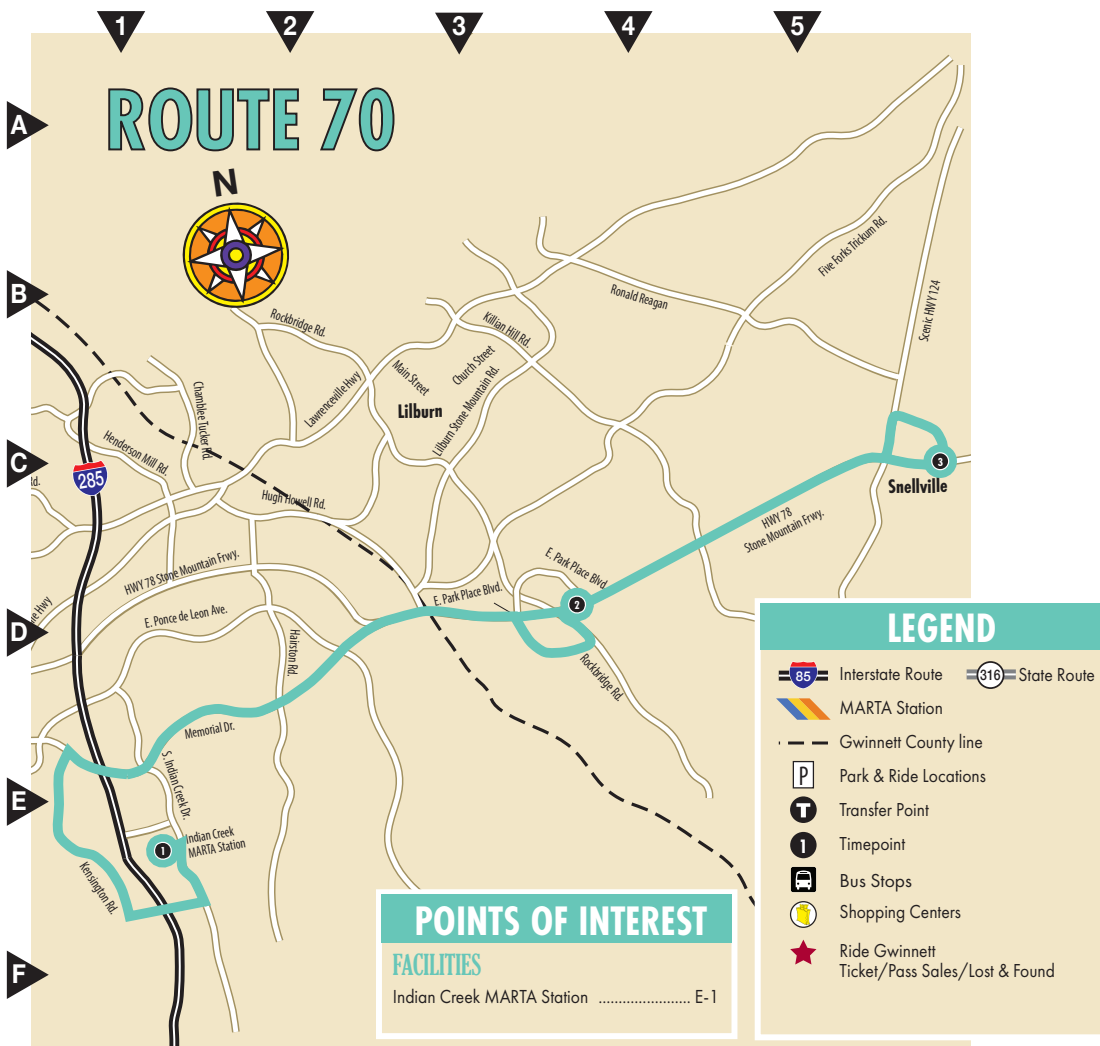 1 2 3 4 5
A
B
C
D
E
F
ROUTE 70
N
Rockbridge Rd.
Ronald Reagan
Five Forks Trickum Rd.
Scenic HWY 124
Killian Hill Rd.
Church Street
Main Street
Lilburn
Lilburn Stone Mountain Rd.
Lawrenceville Hwy
Chamblee Tucker Rd.
Henderson Mill Rd.
285
Rd.
Hugh Howell Rd.
3
Snellville
HWY 78
Stone Mountain Frwy.
HWY 78 Stone Mountain Frwy.
E. Park Place Blvd
E. Park Place Blvd.
2
E. Ponce de Leon Ave.
Hwy
Hairston Rd.
Rockbridge Rd.
Memorial Dr.
S. Indian Creek Dr.
1
Indian Creek
MARTA Station
Kensington Rd.
POINTS OF INTEREST
FACILITIES
Indian Creek MARTA Station ....................... E-1
LEGEND
85 Interstate Route
316 State Route
MARTA Station
Gwinnett County line
P Park & Ride Locations
T Transfer Point
1 Timepoint
Bus Stops
Shopping Centers
Ride Gwinnett
Ticket/Pass Sales/Lost & Found